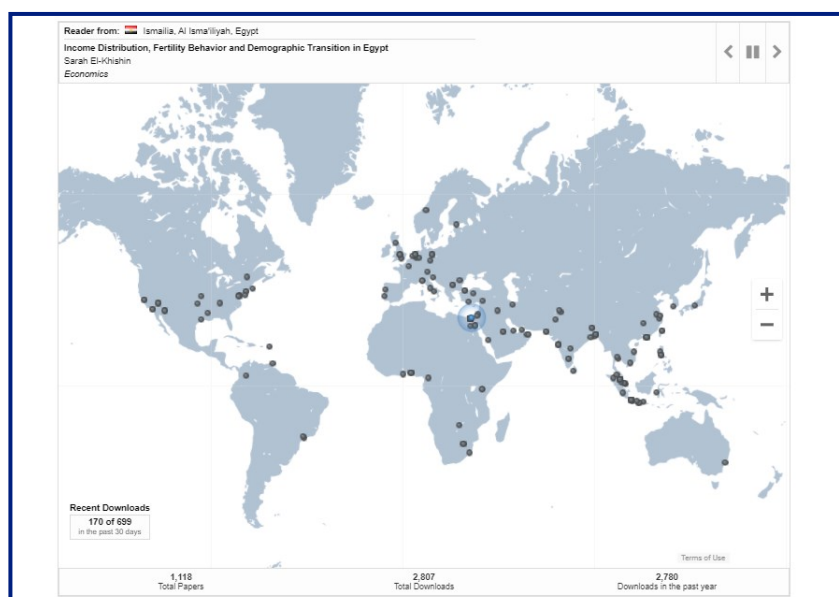 Reader from: Ismailia, Al Isma'iliyah, Egypt
Income Distribution, Fertility Behavior and Demographic Transition in Egypt
Sarah El-Khishin
Economics
+
−
Recent Downloads
170 of 699
in the past 30 days
Terms of Use
1,118
Total Papers
2,807
Total Downloads
2,780
Downloads in the past year